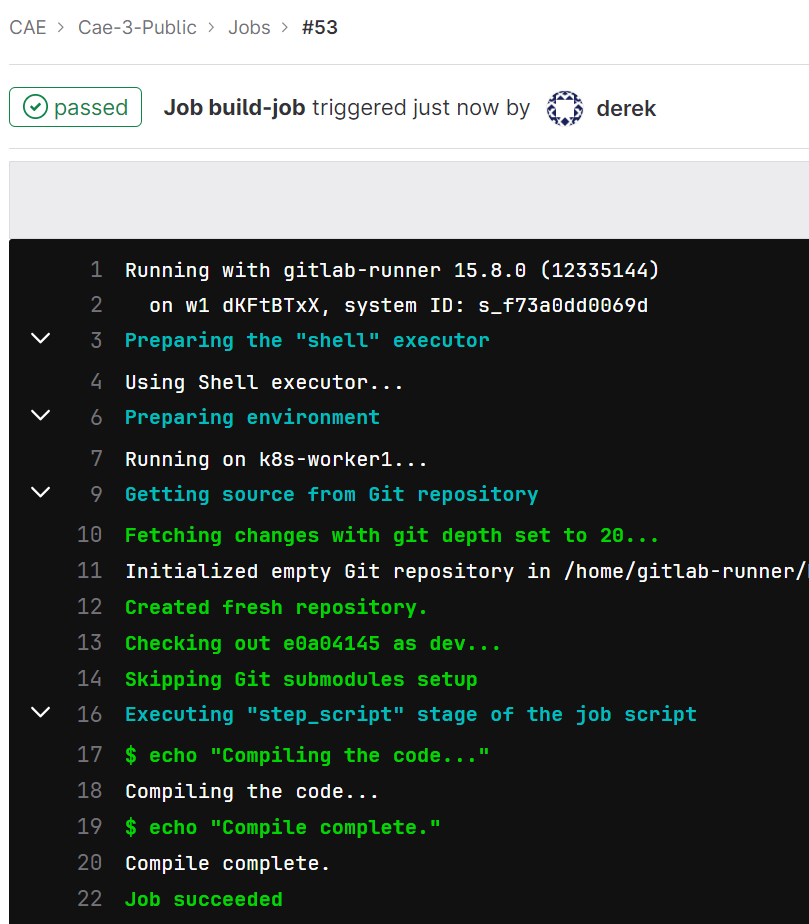 CAE > Cae-3-Public > Jobs > #53
passed Job build-job triggered just now by derek
1 Running with gitlab-runner 15.8.0 (12335144)
2 on w1 dKFtBTxX, system ID: s_f73a0dd0069d
3 Preparing the "shell" executor
4 Using Shell executor...
6 Preparing environment
7 Running on k8s-worker1...
9 Getting source from Git repository
10 Fetching changes with git depth set to 20...
11 Initialized empty Git repository in /home/gitlab-runner/
12 Created fresh repository.
13 Checking out e0a04145 as dev...
14 Skipping Git submodules setup
16 Executing "step_script" stage of the job script
17 $ echo "Compiling the code..."
18 Compiling the code...
19 $ echo "Compile complete."
20 Compile complete.
22 Job succeeded